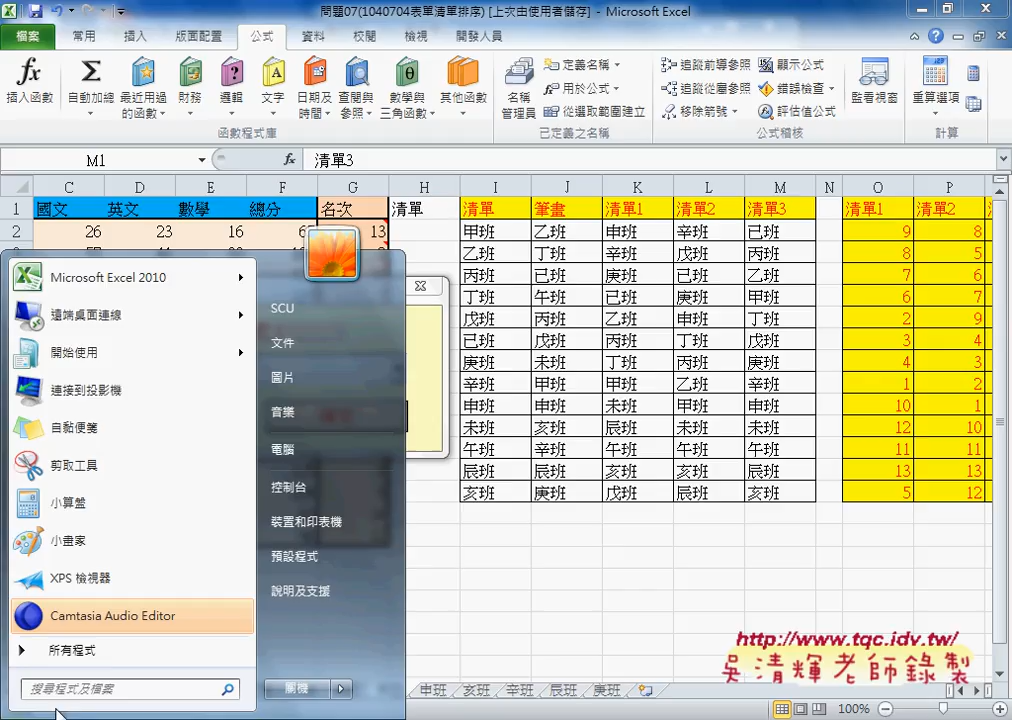 問題07(1040704表單清單排序) [上次由使用者儲存] - Microsoft Excel
檔案 常用 插入 版面配置 公式 資料 校閱 檢視 開發人員
插入函數 自動加總 最近用過的函數 財務 邏輯 文字 日期及時間 查閱與參照 數學與三角函數 其他函數 名稱管理員
定義名稱 用於公式 從選取範圍建立
追蹤前導參照 追蹤從屬參照 移除箭號
顯示公式 錯誤檢查 評估值公式
監看視窗 重算選項
函數程式庫 已定義之名稱 公式稽核 計算
M1 fx 清單3
C D E F G H I J K L M N O P
1 國文 英文 數學 總分 名次 清單 清單 筆畫 清單1 清單2 清單3 清單1 清單2
2 26 23 16 6 13 甲班 乙班 申班 辛班 已班 9 8
乙班 丁班 辛班 戊班 丙班 8 5
丙班 已班 庚班 已班 乙班 7 6
丁班 午班 已班 庚班 甲班 6 7
戊班 丙班 乙班 申班 丁班 2 9
已班 戊班 丙班 丁班 戊班 3 4
庚班 未班 丁班 丙班 庚班 4 3
辛班 甲班 甲班 乙班 辛班 1 2
申班 申班 未班 甲班 申班 10 1
未班 亥班 辰班 未班 未班 12 10
午班 辛班 午班 午班 午班 11 11
辰班 辰班 亥班 亥班 辰班 13 13
亥班 庚班 戊班 辰班 亥班 5 12
Microsoft Excel 2010
遠端桌面連線
開始使用
連接到投影機
自黏便箋
剪取工具
小算盤
小畫家
XPS 檢視器
Camtasia Audio Editor
所有程式
搜尋程式及檔案
SCU
文件
圖片
音樂
電腦
控制台
裝置和印表機
預設程式
說明及支援
關機
http://www.tqc.idv.tw/
吳清輝老師錄製
申班 亥班 辛班 辰班 庚班
100%